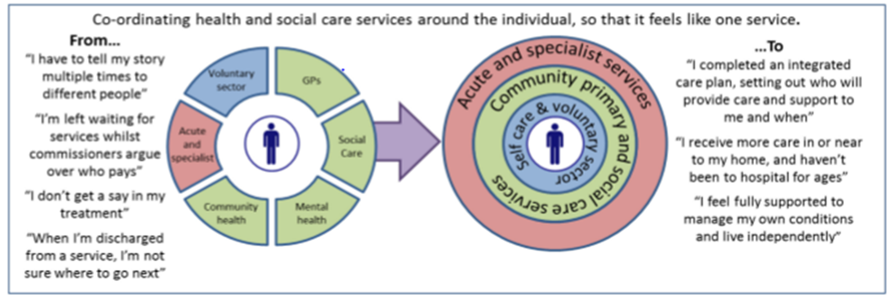 Co-ordinating health and social care services around the individual, so that it feels like one service.
From...
"I have to tell my story
multiple times to
different people"
"I'm left waiting for
services whilst
commissioners argue
over who pays"
"I don't get a say in my
treatment"
"When I'm discharged
from a service, I'm not
sure where to go next"
Voluntary
sector
GPs
Acute
and
specialist
Social
Care
Community
health
Mental
health
Acute and specialist services
Community primary and social care services
Self care & voluntary sector
...To
"I completed an integrated
care plan, setting out who will
provide care and support to
me and when"
"I receive more care in or near
to my home, and haven't
been to hospital for ages"
"I feel fully supported to
manage my own conditions
and live independently"